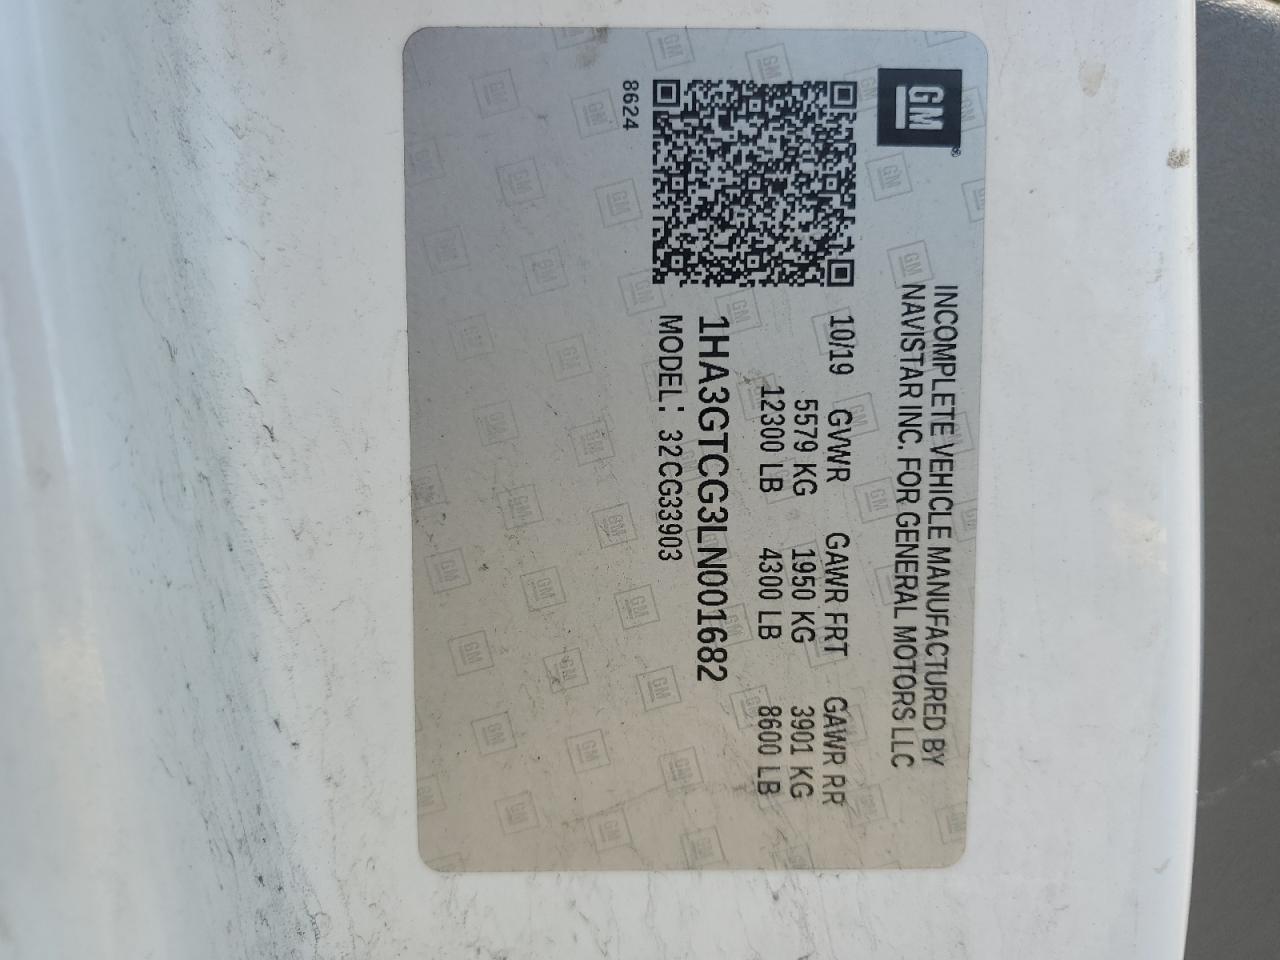 GM
INCOMPLETE VEHICLE MANUFACTURED BY
NAVISTAR INC. FOR GENERAL MOTORS LLC
10/19 GVWR GAWR FRT GAWR RR
5579 KG 1950 KG 3901 KG
12300 LB 4300 LB 8600 LB
1HA3GTCG3LN001682
MODEL: 32CG33903
8624